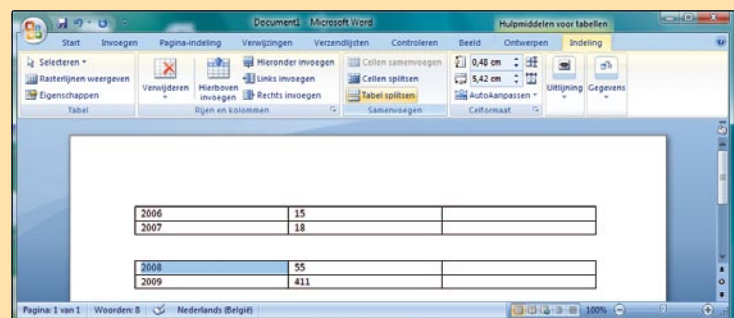 Document1 - Microsoft Word
Hulpmiddelen voor tabellen
Start Invoegen Pagina-indeling Verwijzingen Verzendlijsten Controleren Beeld Ontwerpen Indeling
Selecteren
Rasterlijnen weergeven
Eigenschappen
Tabel
Verwijderen
Hierboven invoegen
Hieronder invoegen
Links invoegen
Rechts invoegen
Rijen en kolommen
Cellen samenvoegen
Cellen splitsen
Tabel splitsen
Samenvoegen
0,48 cm
5,42 cm
AutoAanpassen
Celformaat
Uitlijning
Gegevens
2006 15
2007 18
2008 55
2009 411
Pagina: 1 van 1 Woorden: 8 Nederlands (België) 100%